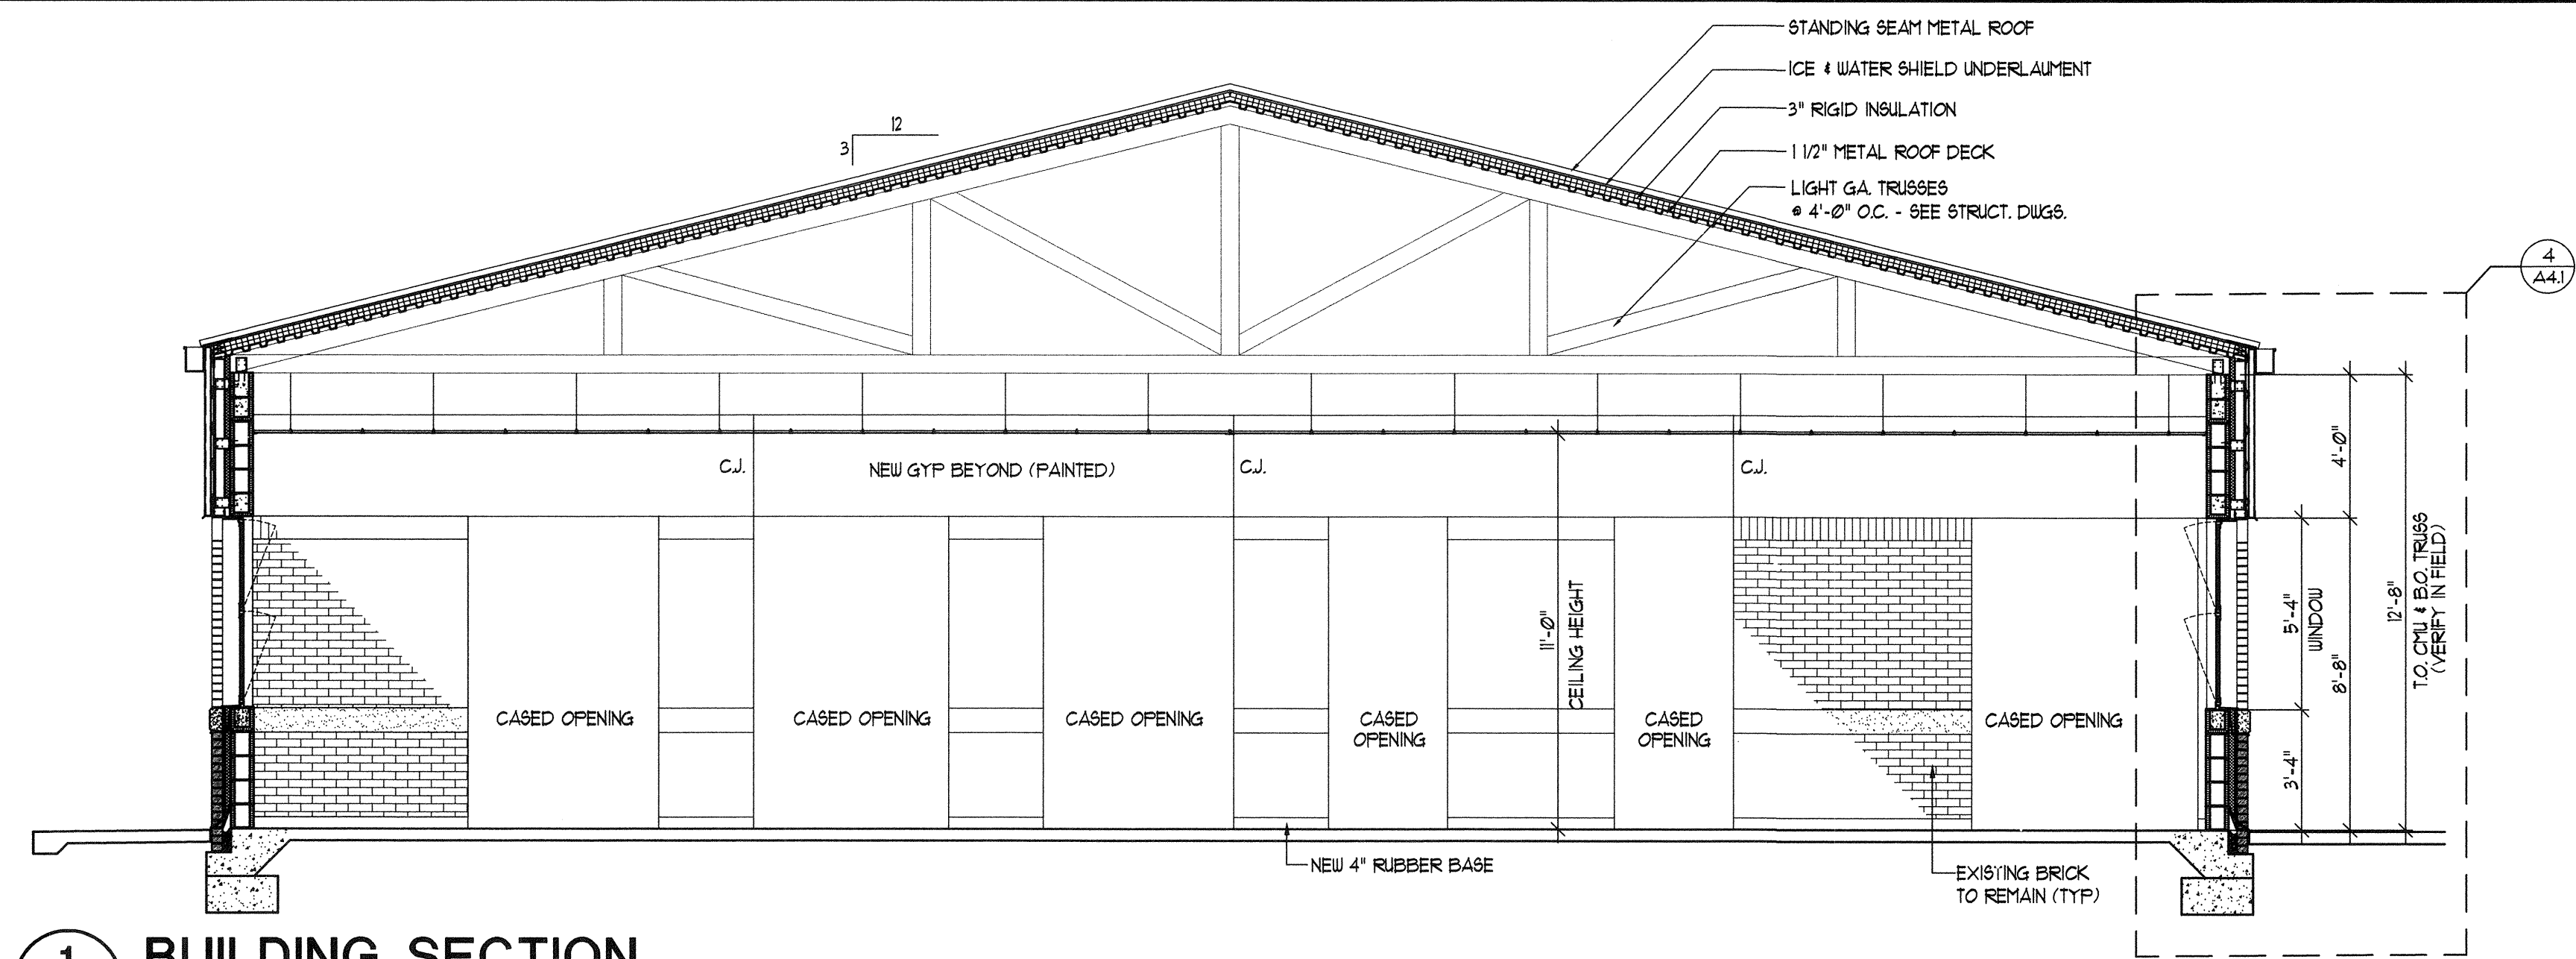 STANDING SEAM METAL ROOF
ICE & WATER SHIELD UNDERLAUMENT
3" RIGID INSULATION
1 1/2" METAL ROOF DECK
LIGHT GA. TRUSSES
@ 4'-0" O.C. - SEE STRUCT. DWGS.
12
3
4
A4.1
C.J.
NEW GYP BEYOND (PAINTED)
C.J.
C.J.
11'-0"
CEILING HEIGHT
4'-0"
5'-4"
WINDOW
8'-8"
3'-4"
12'-8"
T.O. CMU & B.O. TRUSS
(VERIFY IN FIELD)
CASED OPENING
CASED OPENING
CASED OPENING
CASED
OPENING
CASED
OPENING
CASED OPENING
NEW 4" RUBBER BASE
EXISTING BRICK
TO REMAIN (TYP)
1
BUILDING SECTION